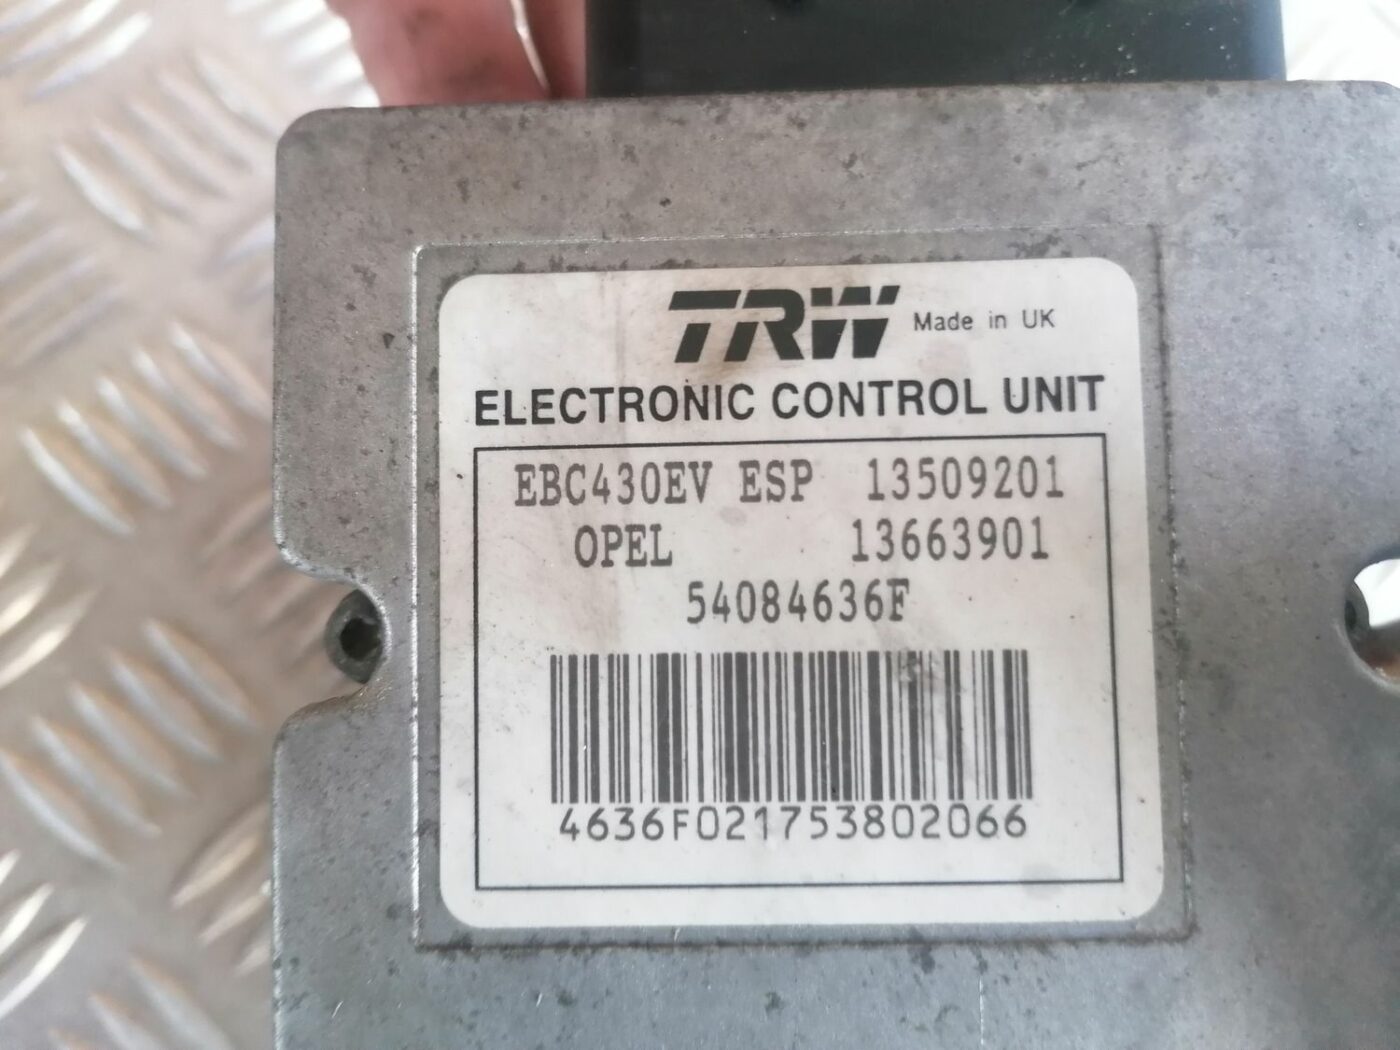 TRW Made in UK
ELECTRONIC CONTROL UNIT
EBC430EV ESP 13509201
OPEL 13663901
54084636F
4636F021753802066